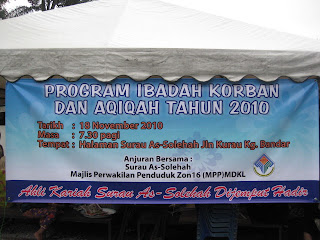 PROGRAM IBADAH KORBAN
DAN AQIQAH TAHUN 2010
Tarikh : 18 November 2010
Masa : 7.30 pagi
Tempat : Halaman Surau As-Solehah Jln Kurau Kg. Bandar
Anjuran Bersama :
Surau As-Solehah
Majlis Perwakilan Penduduk Zon16 (MPP)MDKL
Ahli Kariah Surau As-Solehah Dijemput Hadir